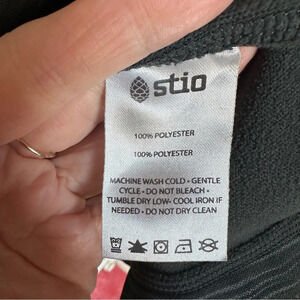 stio
100% POLYESTER
100% POLYESTER
MACHINE WASH COLD • GENTLE
CYCLE • DO NOT BLEACH •
TUMBLE DRY LOW • COOL IRON IF
NEEDED • DO NOT DRY CLEAN